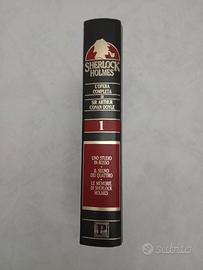 SHERLOCK
HOLMES
L'OPERA
COMPLETA
DI
SIR ARTHUR
CONAN DOYLE
1
UNO STUDIO
IN ROSSO
IL SEGNO
DEI QUATTRO
LE MEMORIE
DI SHERLOCK
HOLMES
P
subito